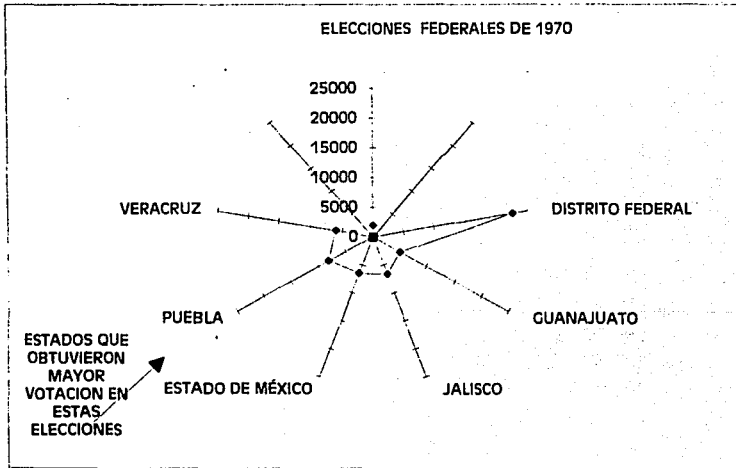 ELECCIONES FEDERALES DE 1970
25000
20000
15000
10000
5000
0
VERACRUZ
DISTRITO FEDERAL
PUEBLA
GUANAJUATO
ESTADO DE MÉXICO
JALISCO
ESTADOS QUE
OBTUVIERON
MAYOR
VOTACION EN
ESTAS
ELECCIONES